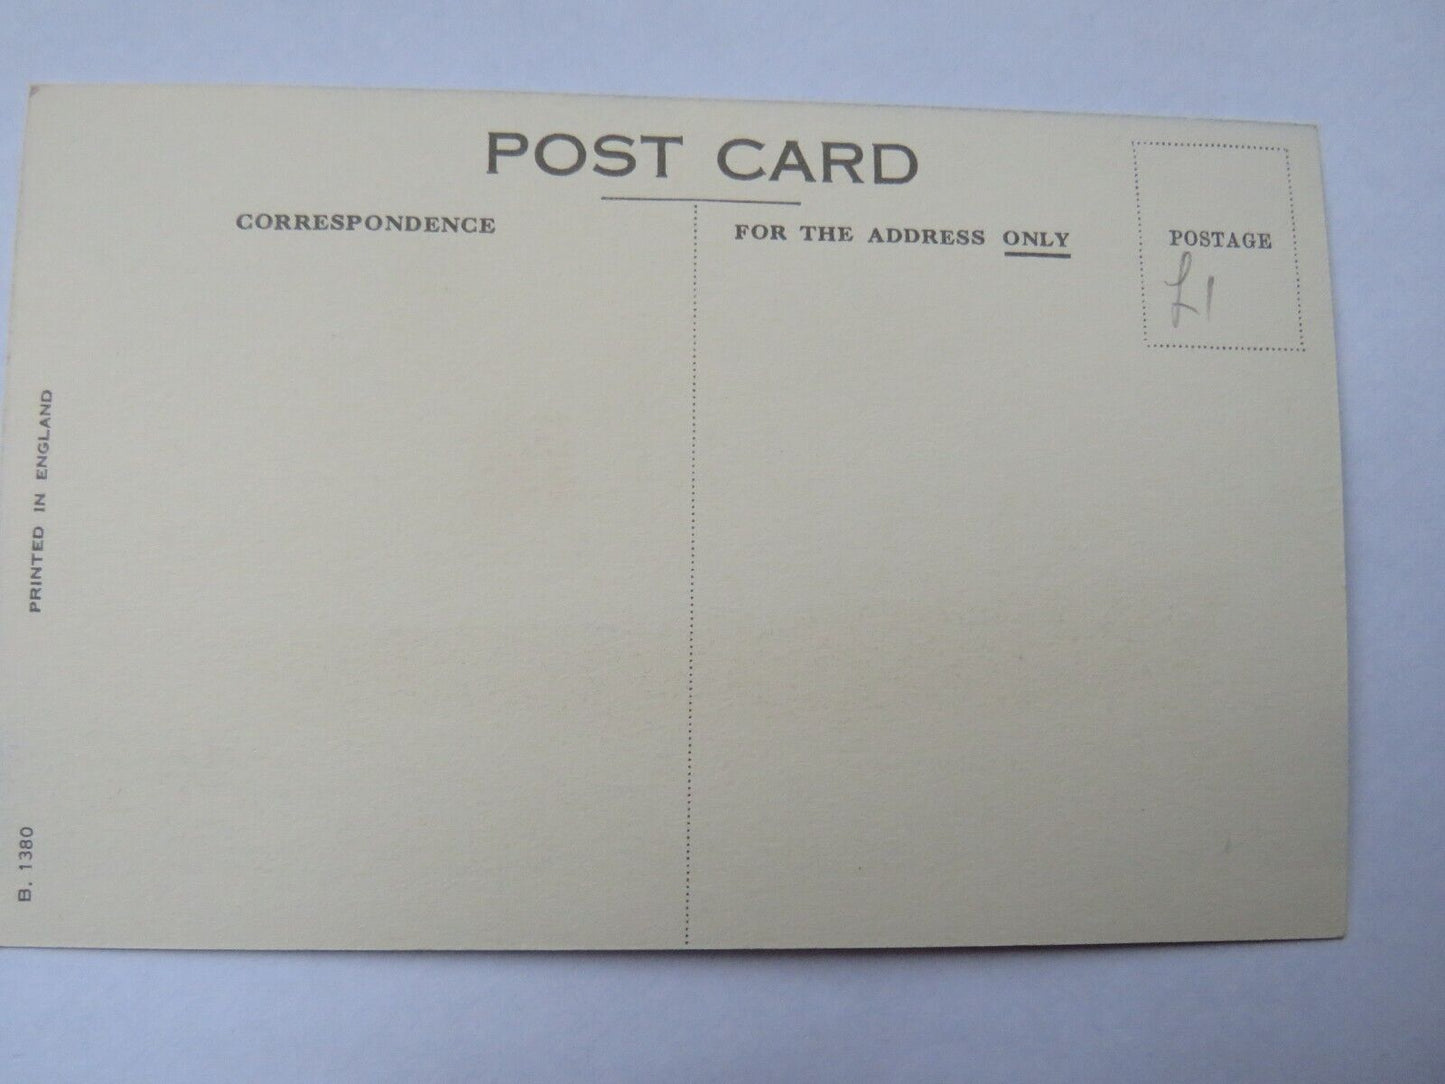 POST CARD
CORRESPONDENCE
FOR THE ADDRESS ONLY
POSTAGE
£1
PRINTED IN ENGLAND
B. 1380